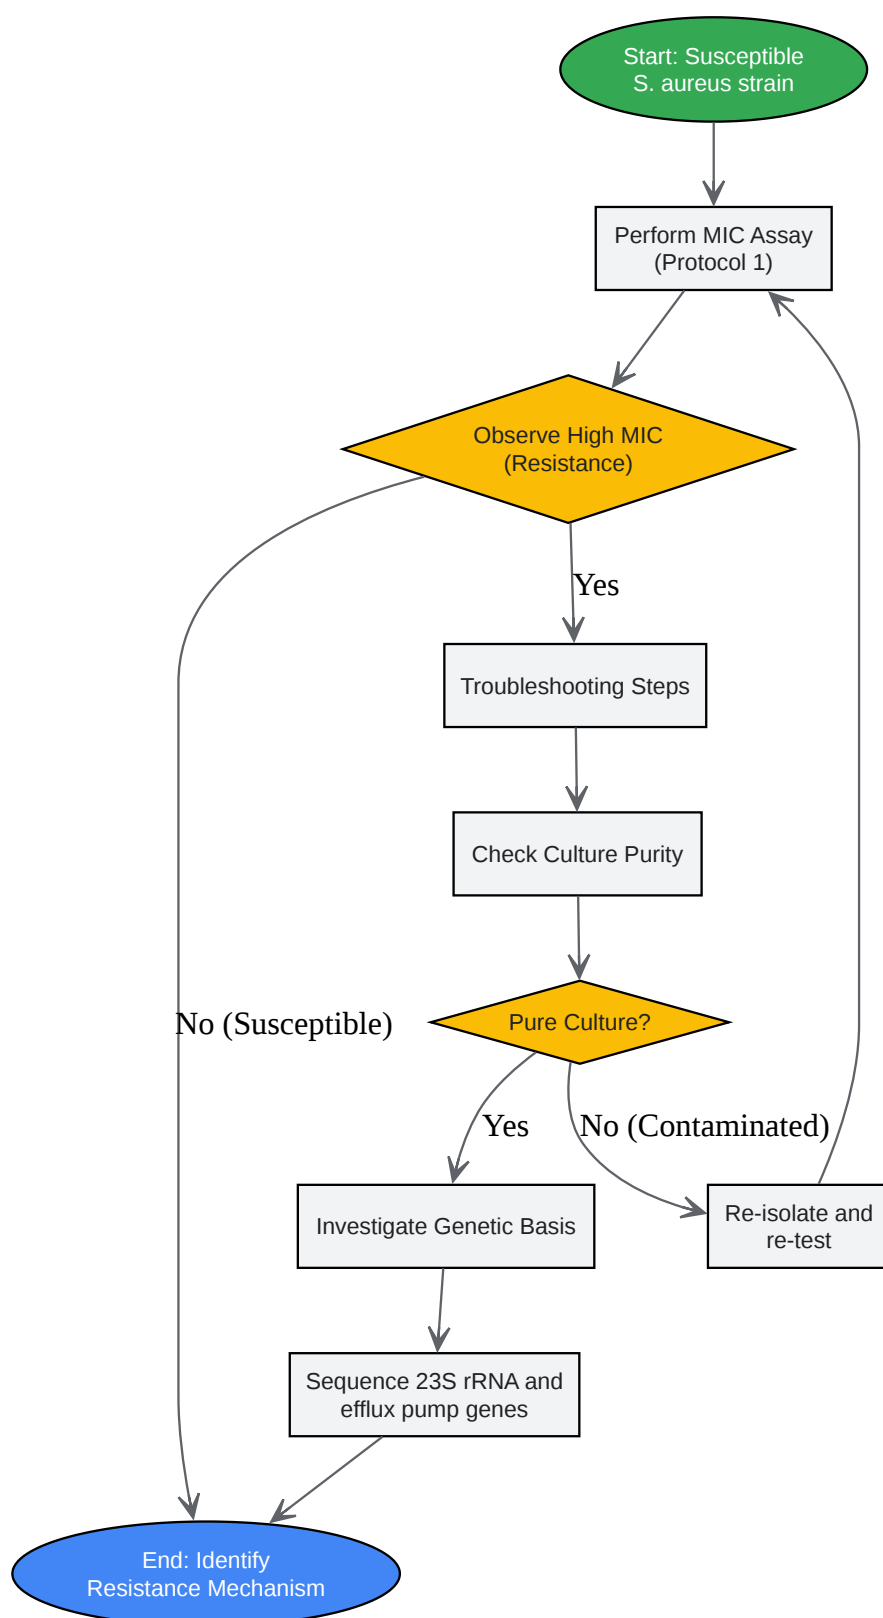 Start: Susceptible
S. aureus strain
Perform MIC Assay
(Protocol 1)
Observe High MIC
(Resistance)
Yes
Troubleshooting Steps
Check Culture Purity
No (Susceptible)
Pure Culture?
Yes
No (Contaminated)
Investigate Genetic Basis
Re-isolate and
re-test
Sequence 23S rRNA and
efflux pump genes
End: Identify
Resistance Mechanism